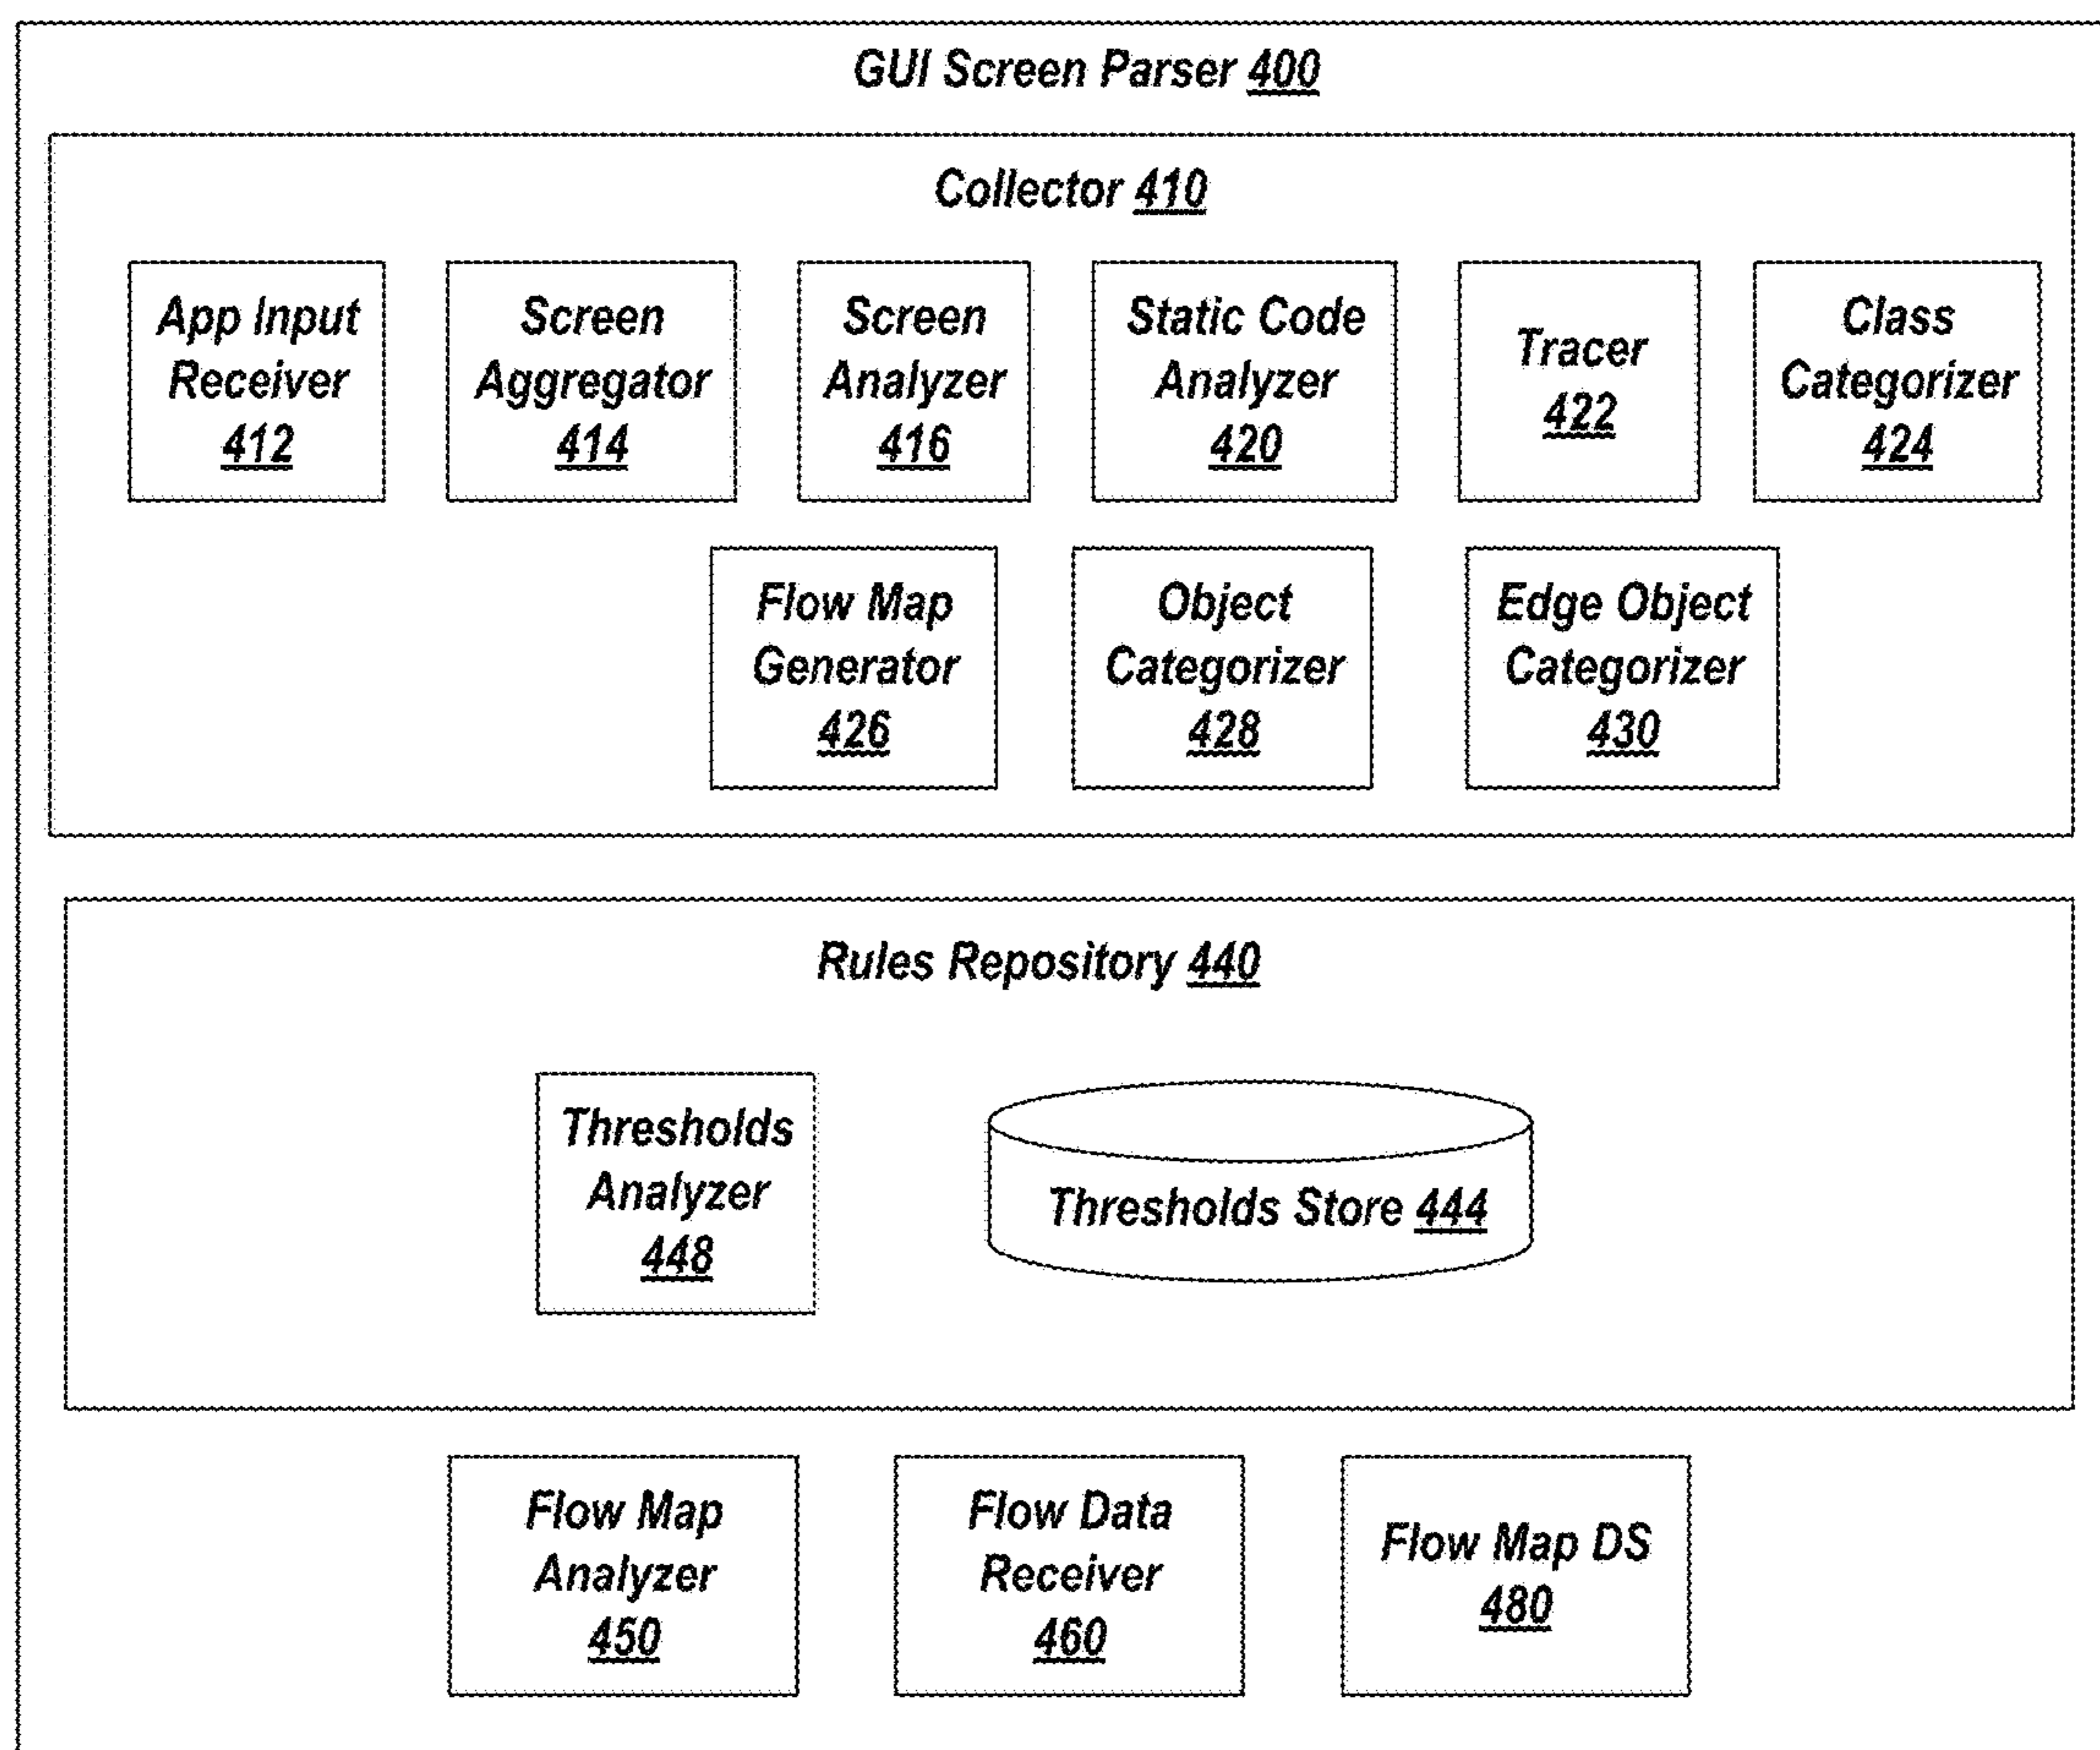 GUI Screen Parser 400
Collector 410
App Input
Receiver
412
Screen
Aggregator
414
Screen
Analyzer
416
Static Code
Analyzer
420
Tracer
422
Class
Categorizer
424
Flow Map
Generator
426
Object
Categorizer
428
Edge Object
Categorizer
430
Rules Repository 440
Thresholds
Analyzer
448
Thresholds Store 444
Flow Map
Analyzer
450
Flow Data
Receiver
460
Flow Map DS
480